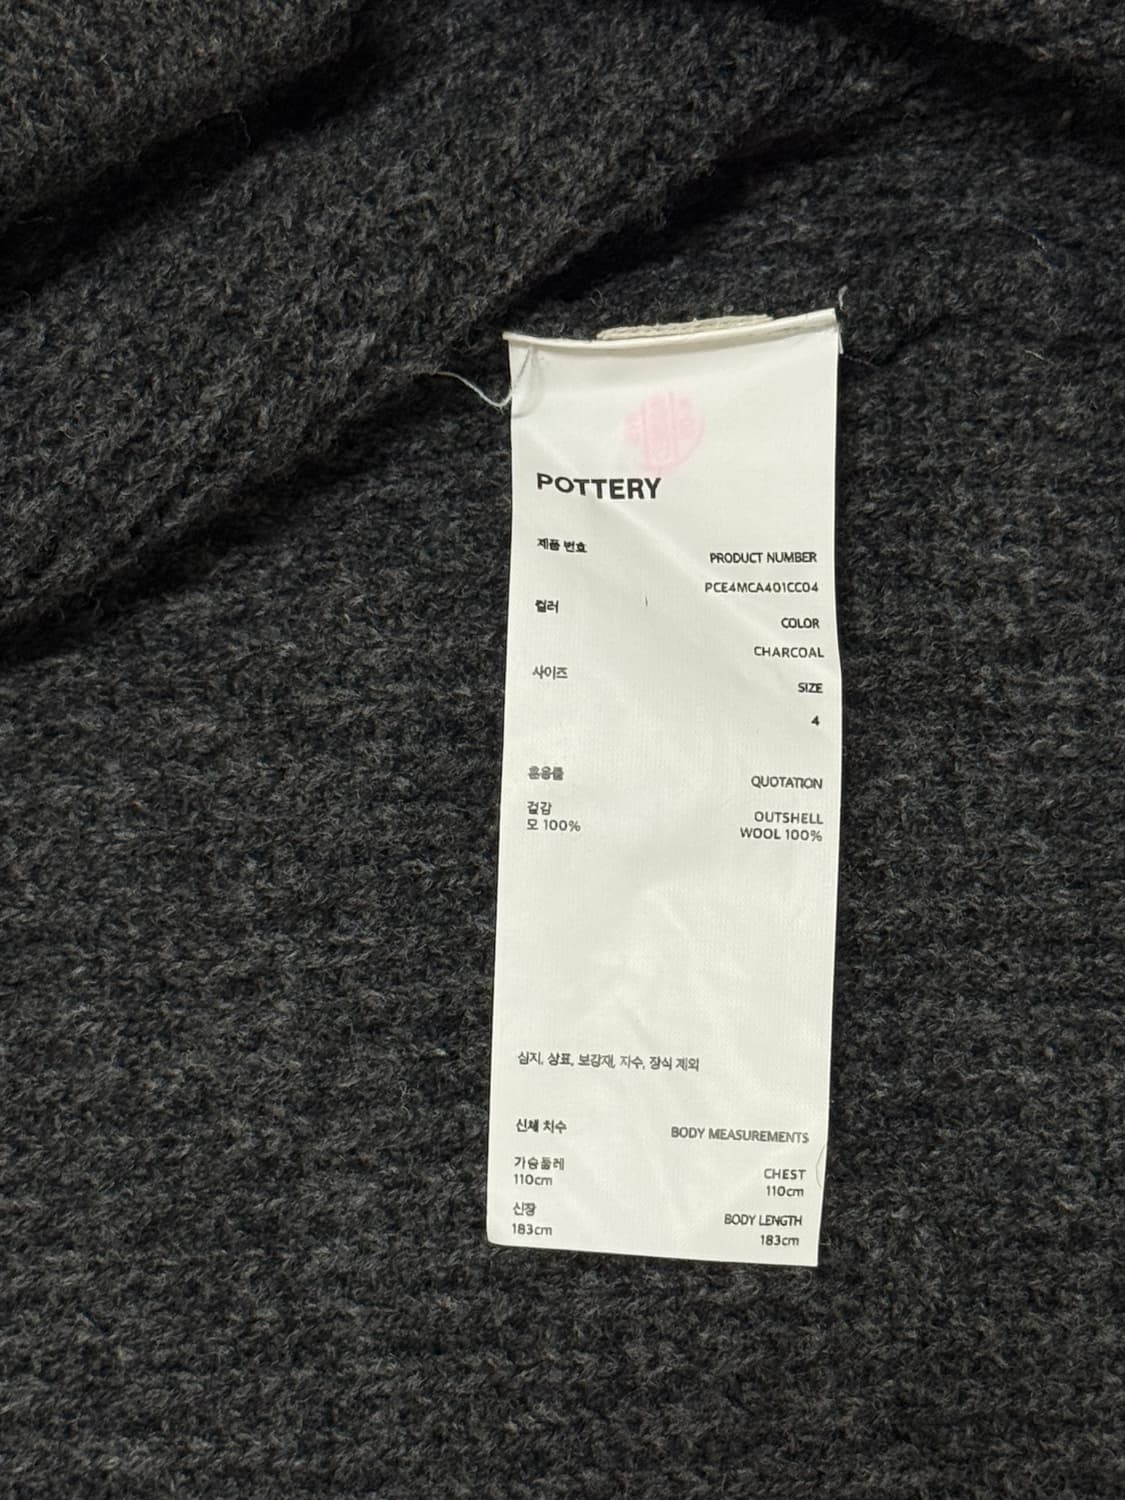 POTTERY
제품 번호
PRODUCT NUMBER
PCE4MCA401CC04
컬러
COLOR
CHARCOAL
사이즈
SIZE
4
혼용률
QUOTATION
겉감
OUTSHELL
모 100%
WOOL 100%
심지, 상표, 보강재, 자수, 장식 제외
신체 치수
BODY MEASUREMENTS
가슴둘레
CHEST
110cm
110cm
신장
BODY LENGTH
183cm
183cm